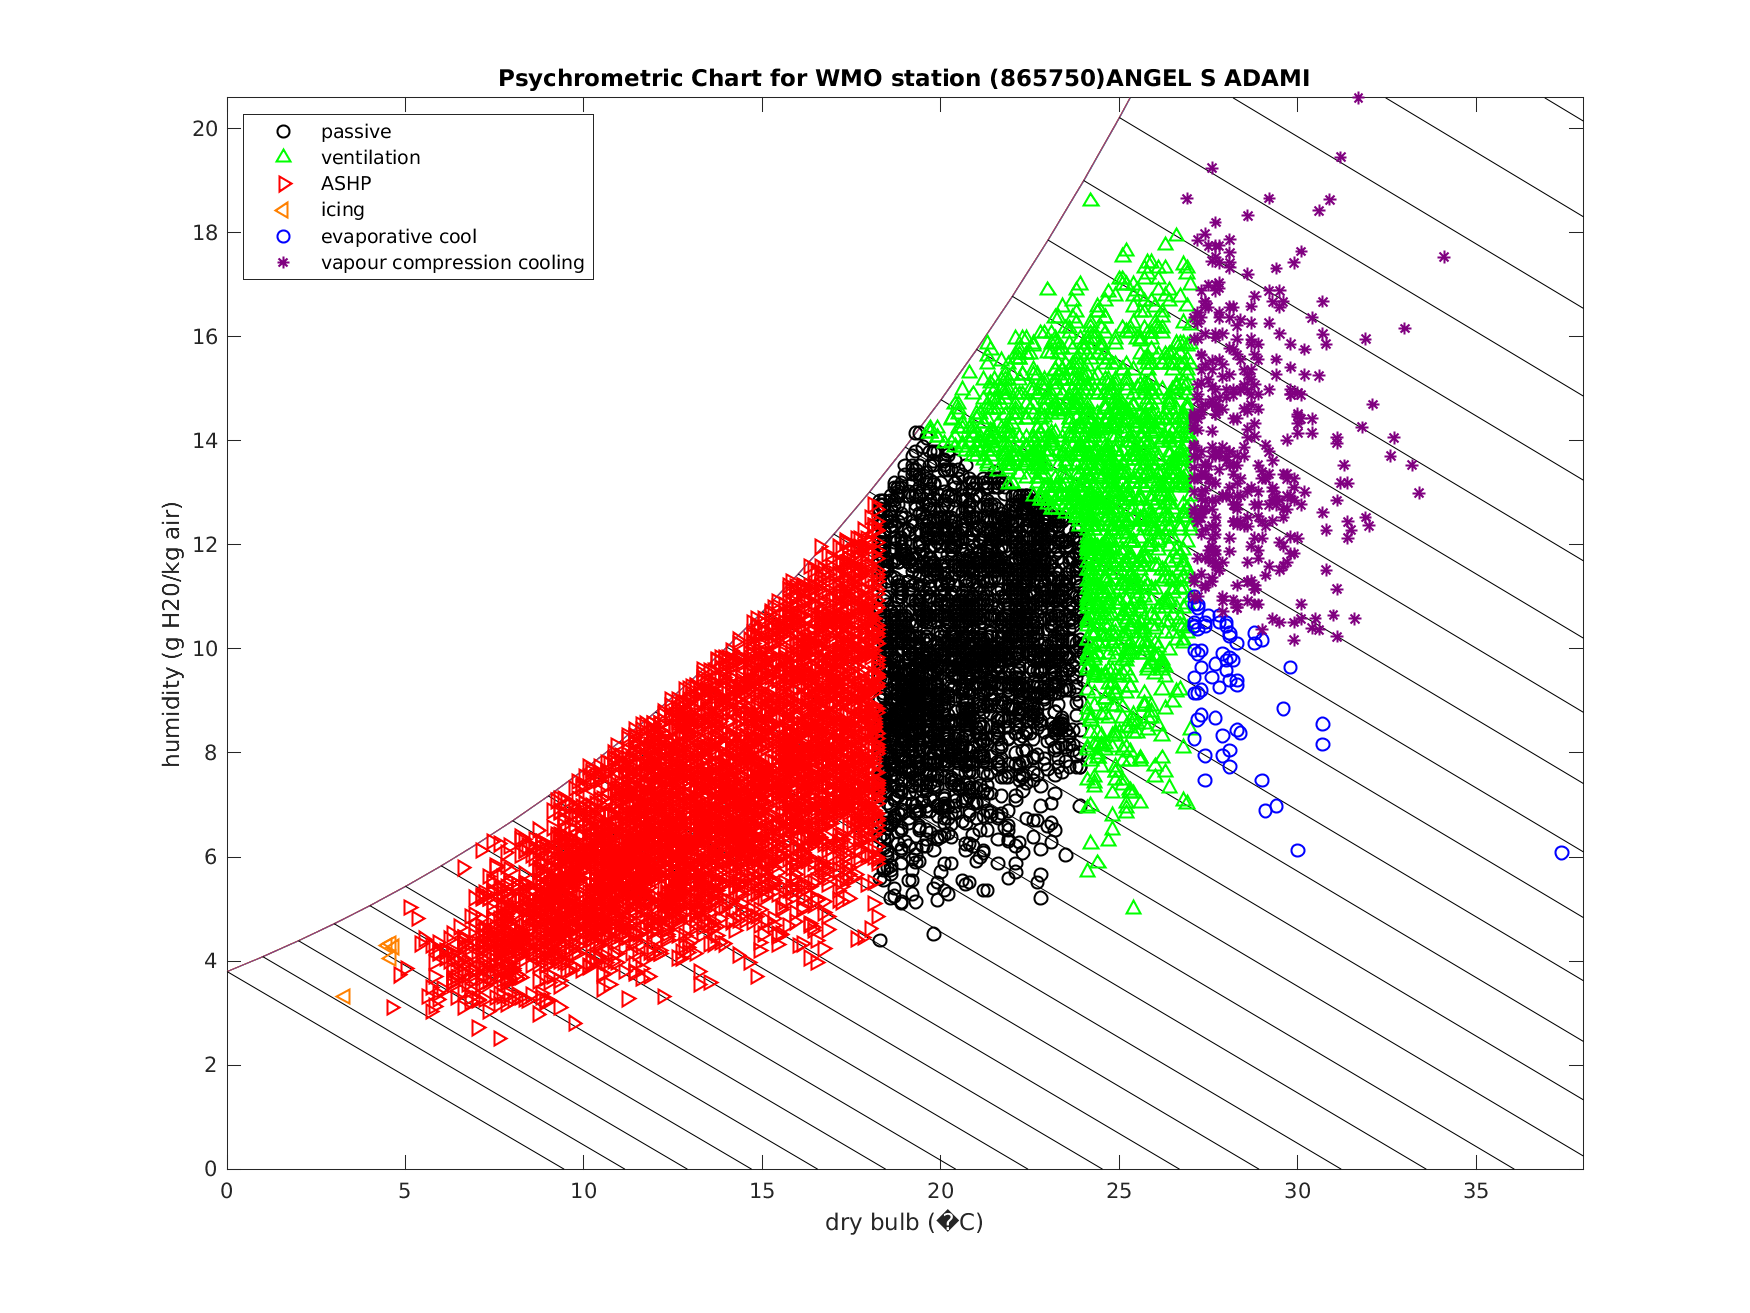 Psychrometric Chart for WMO station (865750)ANGEL S ADAMI
passive
ventilation
ASHP
icing
evaporative cool
vapour compression cooling
humidity (g H20/kg air)
20
18
16
14
12
10
8
6
4
2
0
0 5 10 15 20 25 30 35
dry bulb (�C)